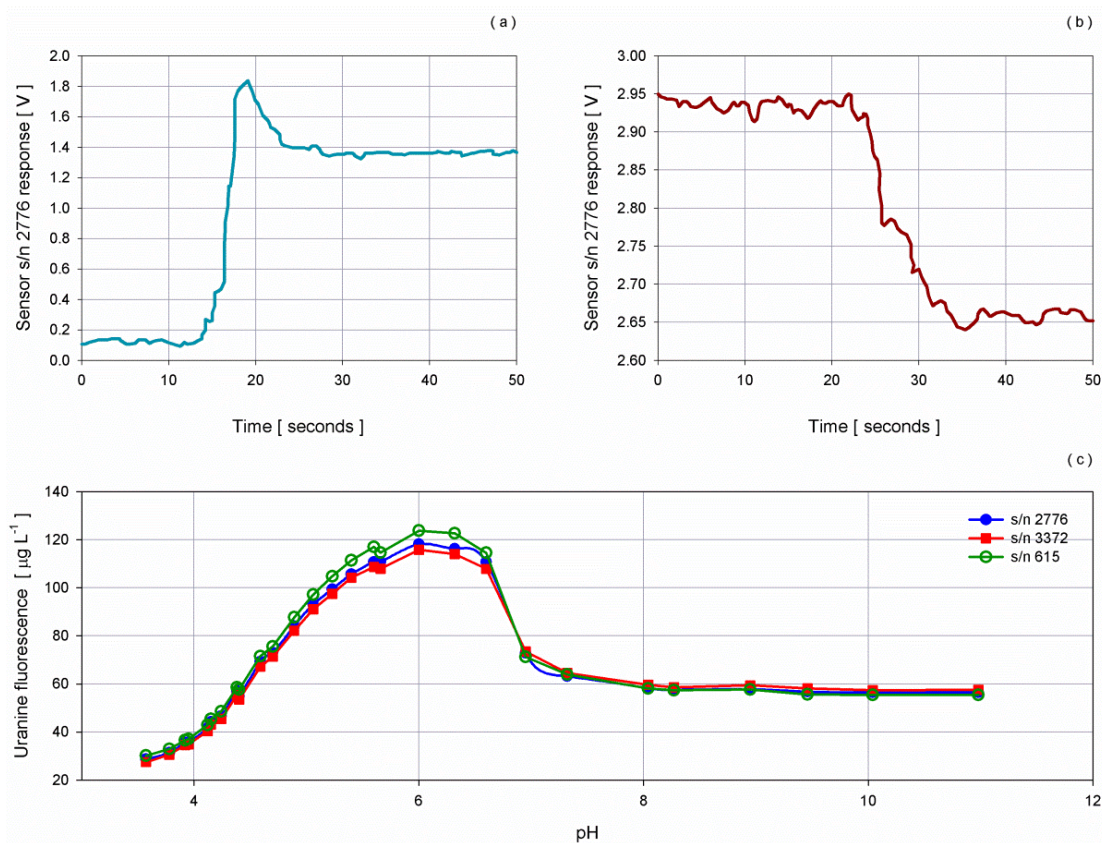 ( a )
2.0
1.8
1.6
1.4
1.2
1.0
0.8
0.6
0.4
0.2
0.0
Sensor s/n 2776 response [ V ]
0 10 20 30 40 50
Time [ seconds ]
( b )
3.00
2.95
2.90
2.85
2.80
2.75
2.70
2.65
2.60
Sensor s/n 2776 response [ V ]
0 10 20 30 40 50
Time [ seconds ]
( c )
140
120
100
80
60
40
20
Uranine fluorescence [ µg L⁻¹ ]
s/n 2776
s/n 3372
s/n 615
4 6 8 10 12
pH